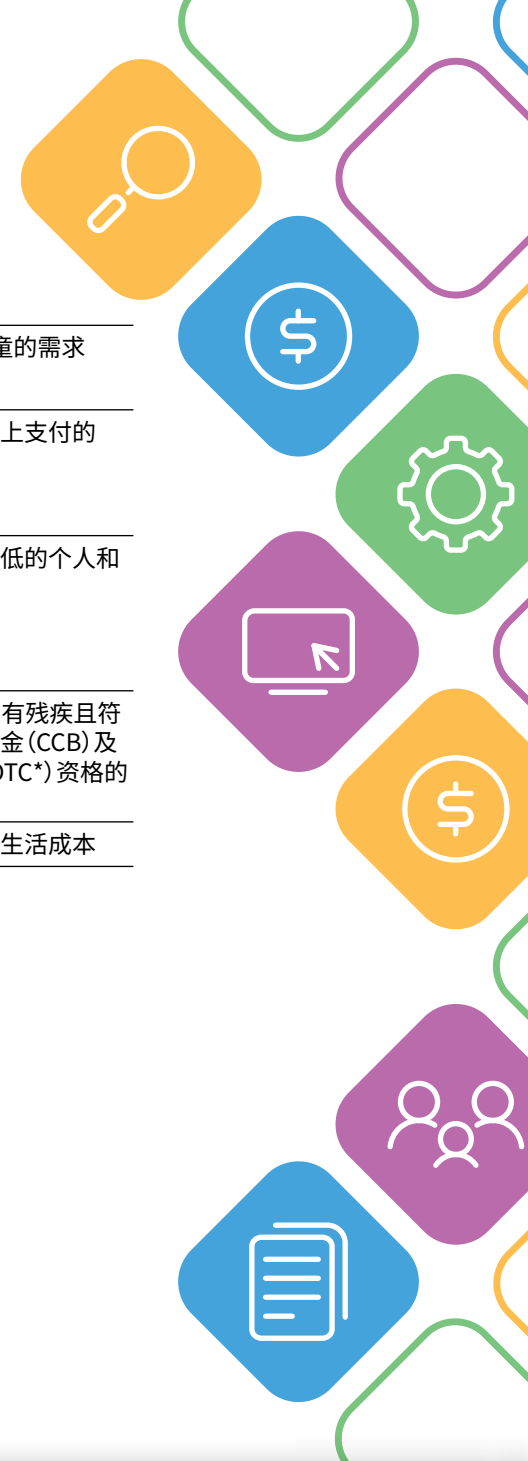 童的需求
上支付的
低的个人和
有残疾且符
金(CCB)及
DTC*)资格的
生活成本
$
$